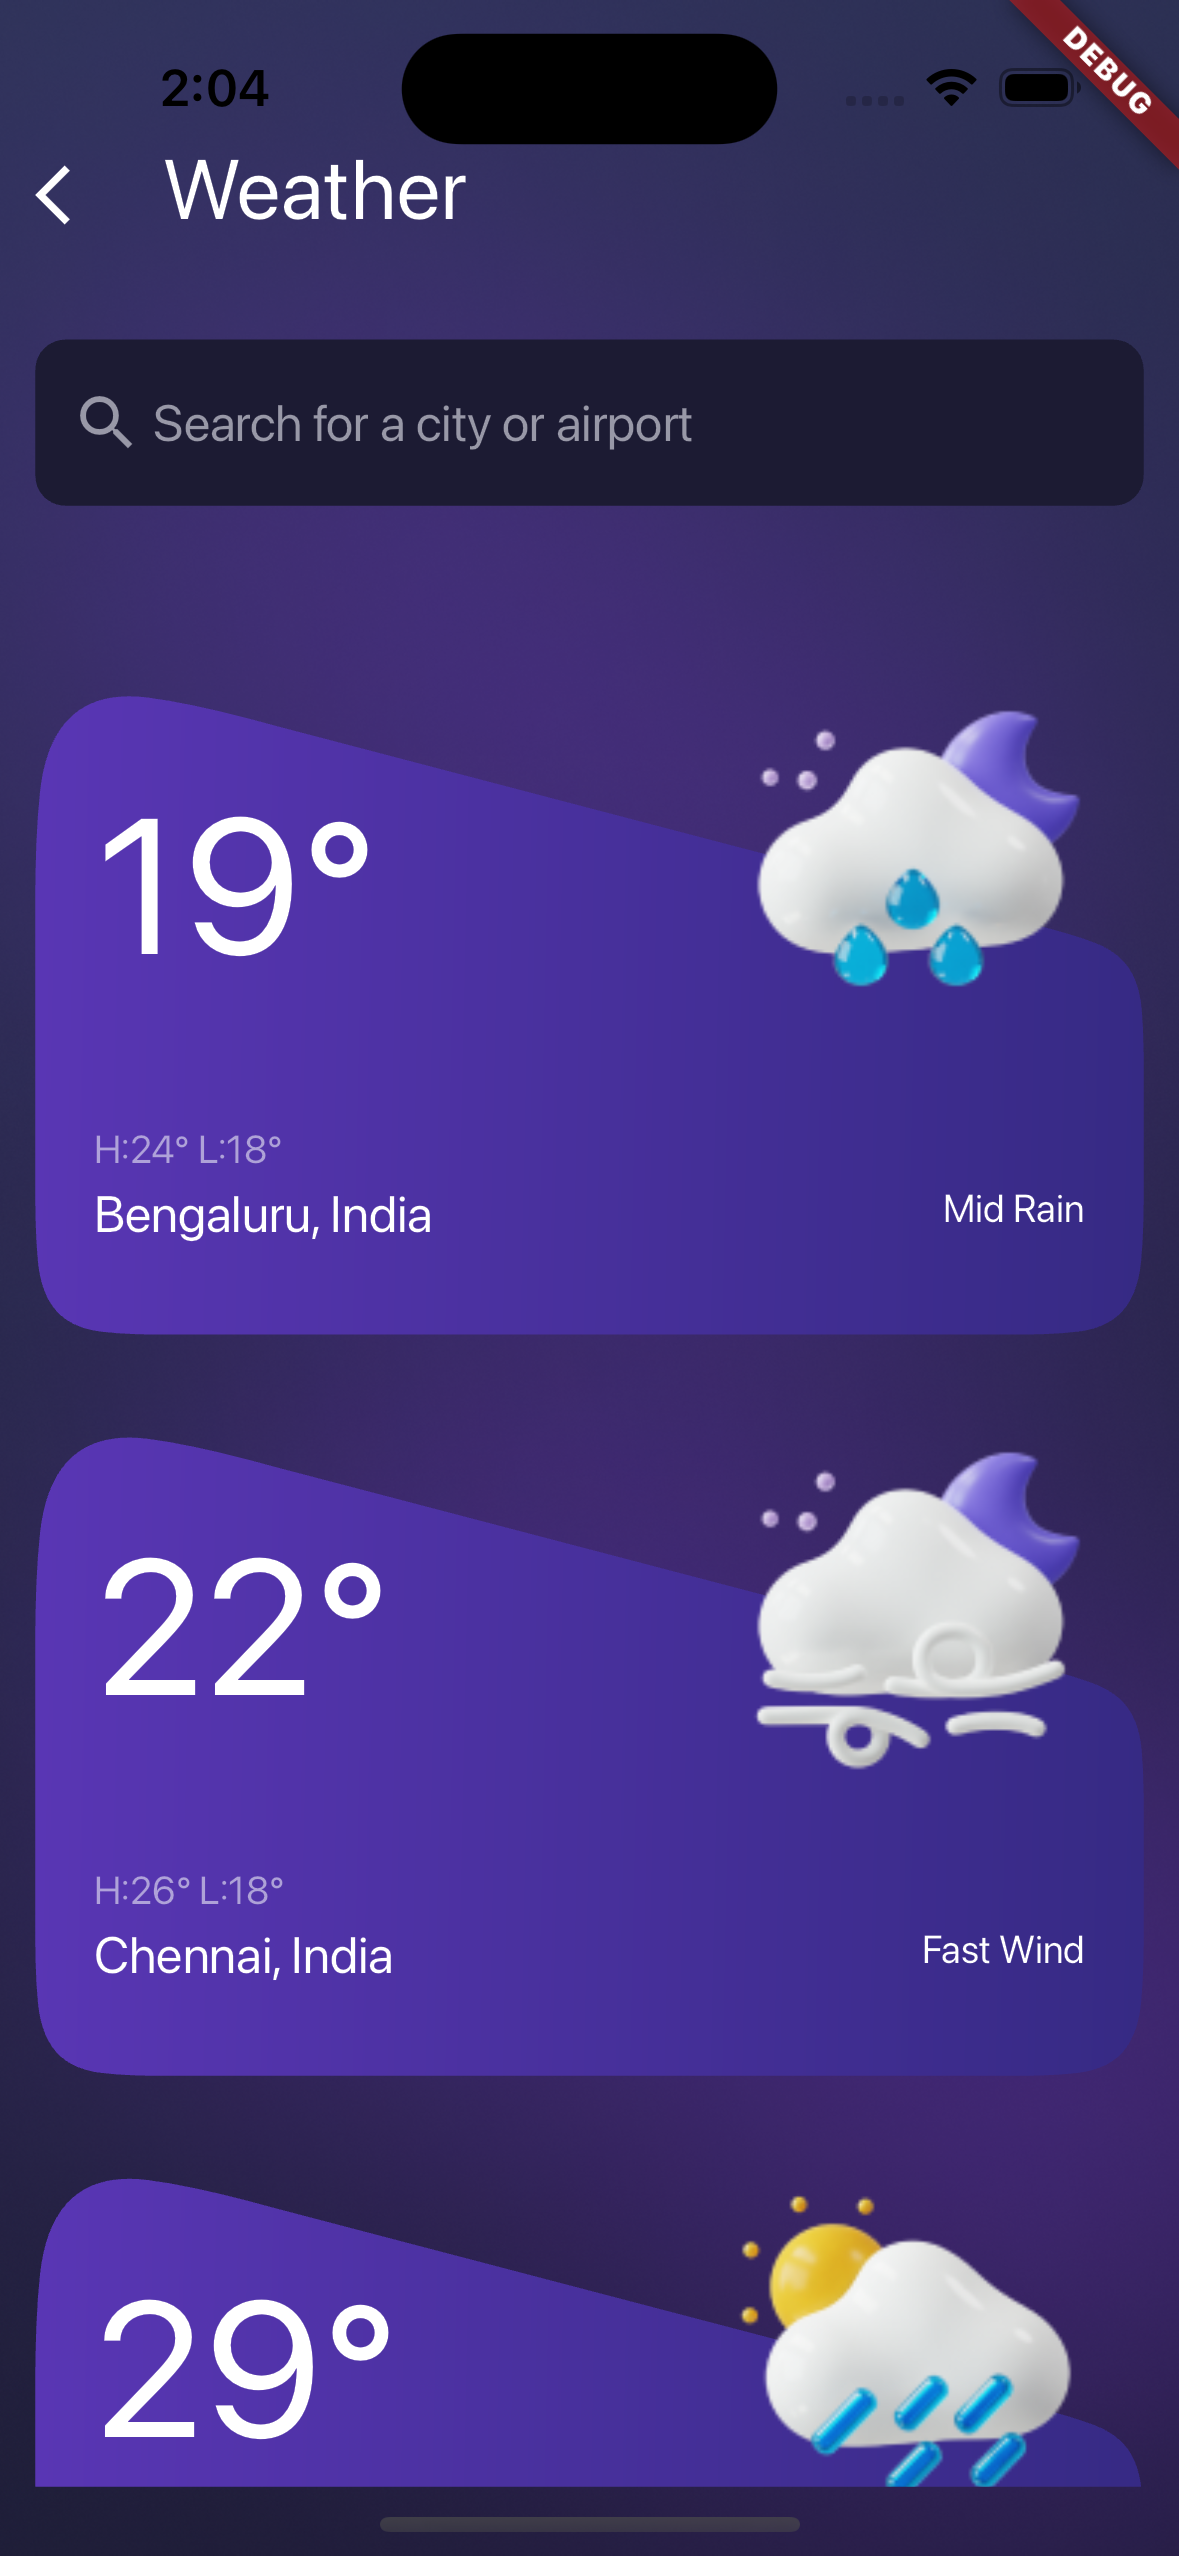 2:04
DEBUG
Weather
Search for a city or airport
19°
H:24° L:18°
Bengaluru, India
Mid Rain
22°
H:26° L:18°
Chennai, India
Fast Wind
29°